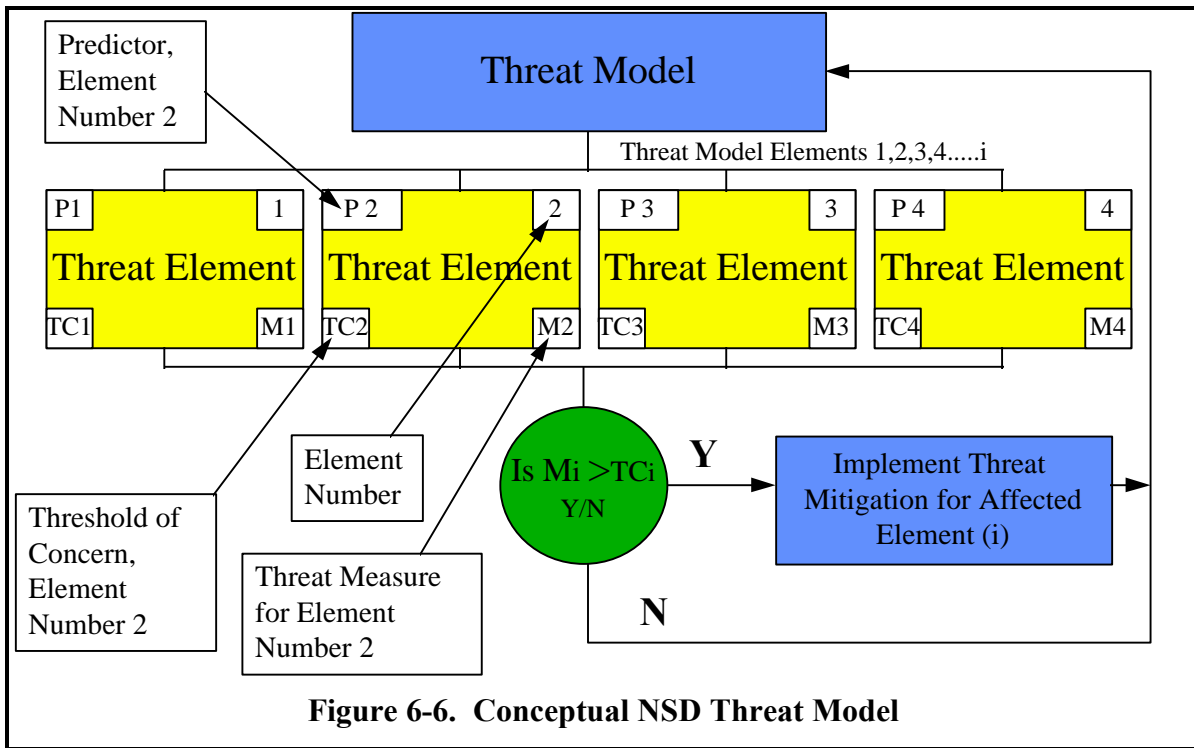 Predictor,
Element
Number 2
Threat Model
Threat Model Elements 1,2,3,4.....i
P1
1
Threat Element
TC1
M1
P 2
2
Threat Element
TC2
M2
P 3
3
Threat Element
TC3
M3
P 4
4
Threat Element
TC4
M4
Threshold of
Concern,
Element
Number 2
Element
Number
Threat Measure
for Element
Number 2
Is Mi >TCi
Y/N
Y
N
Implement Threat
Mitigation for Affected
Element (i)
Figure 6-6. Conceptual NSD Threat Model